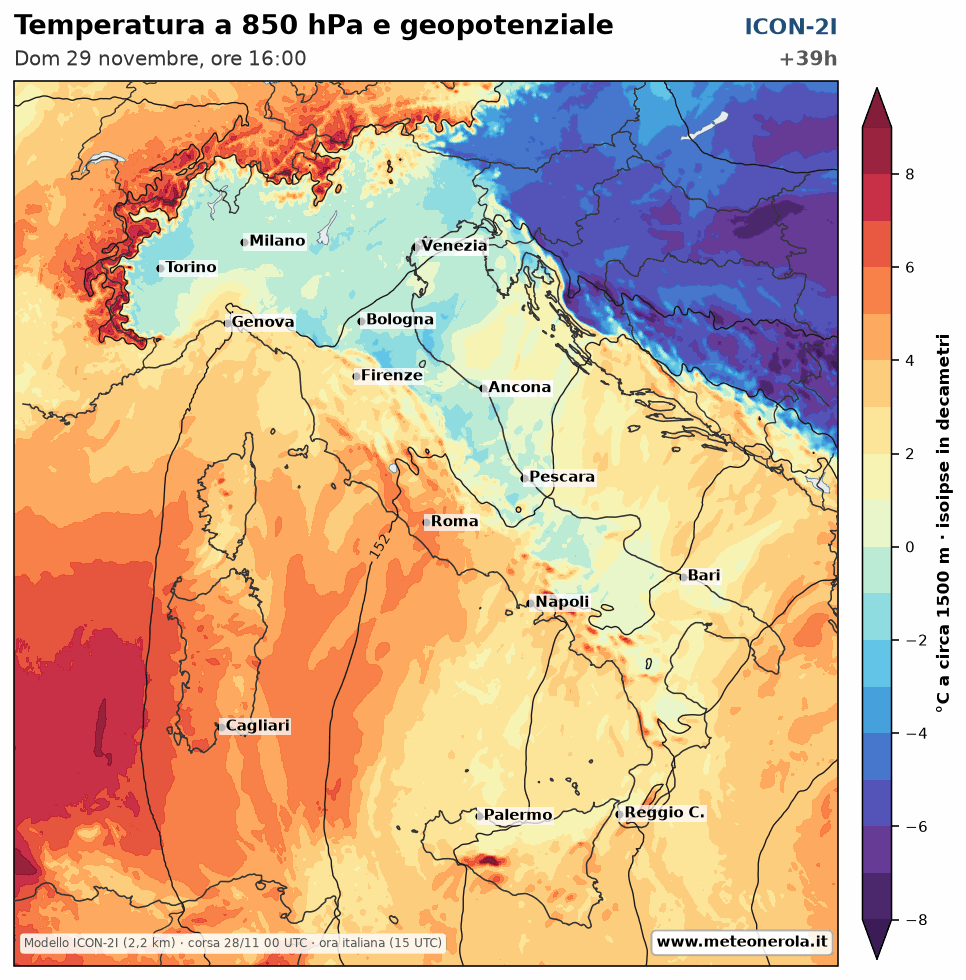 Temperatura a 850 hPa e geopotenziale
ICON-2I
Dom 29 novembre, ore 16:00
+39h
Milano
Venezia
Torino
Genova
Bologna
Firenze
Ancona
Pescara
Roma
152
Bari
Napoli
Cagliari
Palermo
Reggio C.
8
6
4
2
0
−2
−4
−6
−8
°C a circa 1500 m · isoipse in decametri
Modello ICON-2I (2,2 km) · corsa 28/11 00 UTC · ora italiana (15 UTC)
www.meteonerola.it